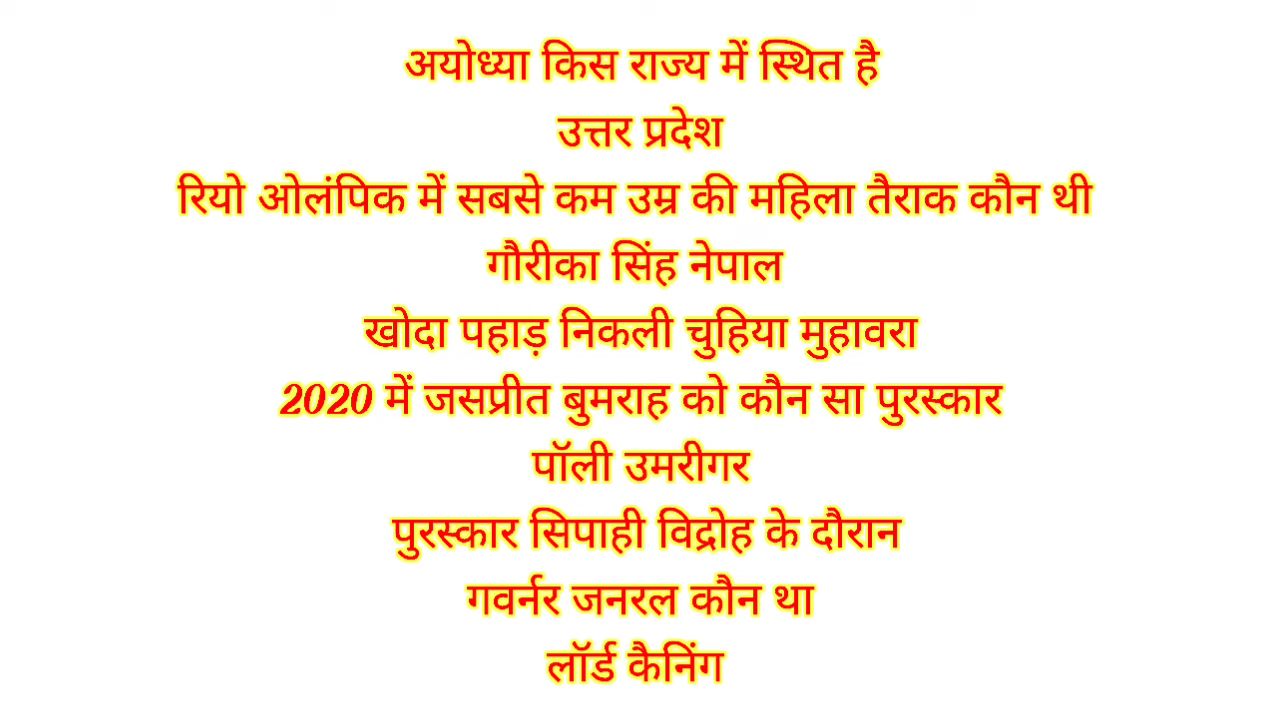 अयोध्या किस राज्य में स्थित है
उत्तर प्रदेश
रियो ओलंपिक में सबसे कम उम्र की महिला तैराक कौन थी
गौरीका सिंह नेपाल
खोदा पहाड़ निकली चुहिया मुहावरा
2020 में जसप्रीत बुमराह को कौन सा पुरस्कार
पॉली उमरीगर
पुरस्कार सिपाही विद्रोह के दौरान
गवर्नर जनरल कौन था
लॉर्ड कैनिंग